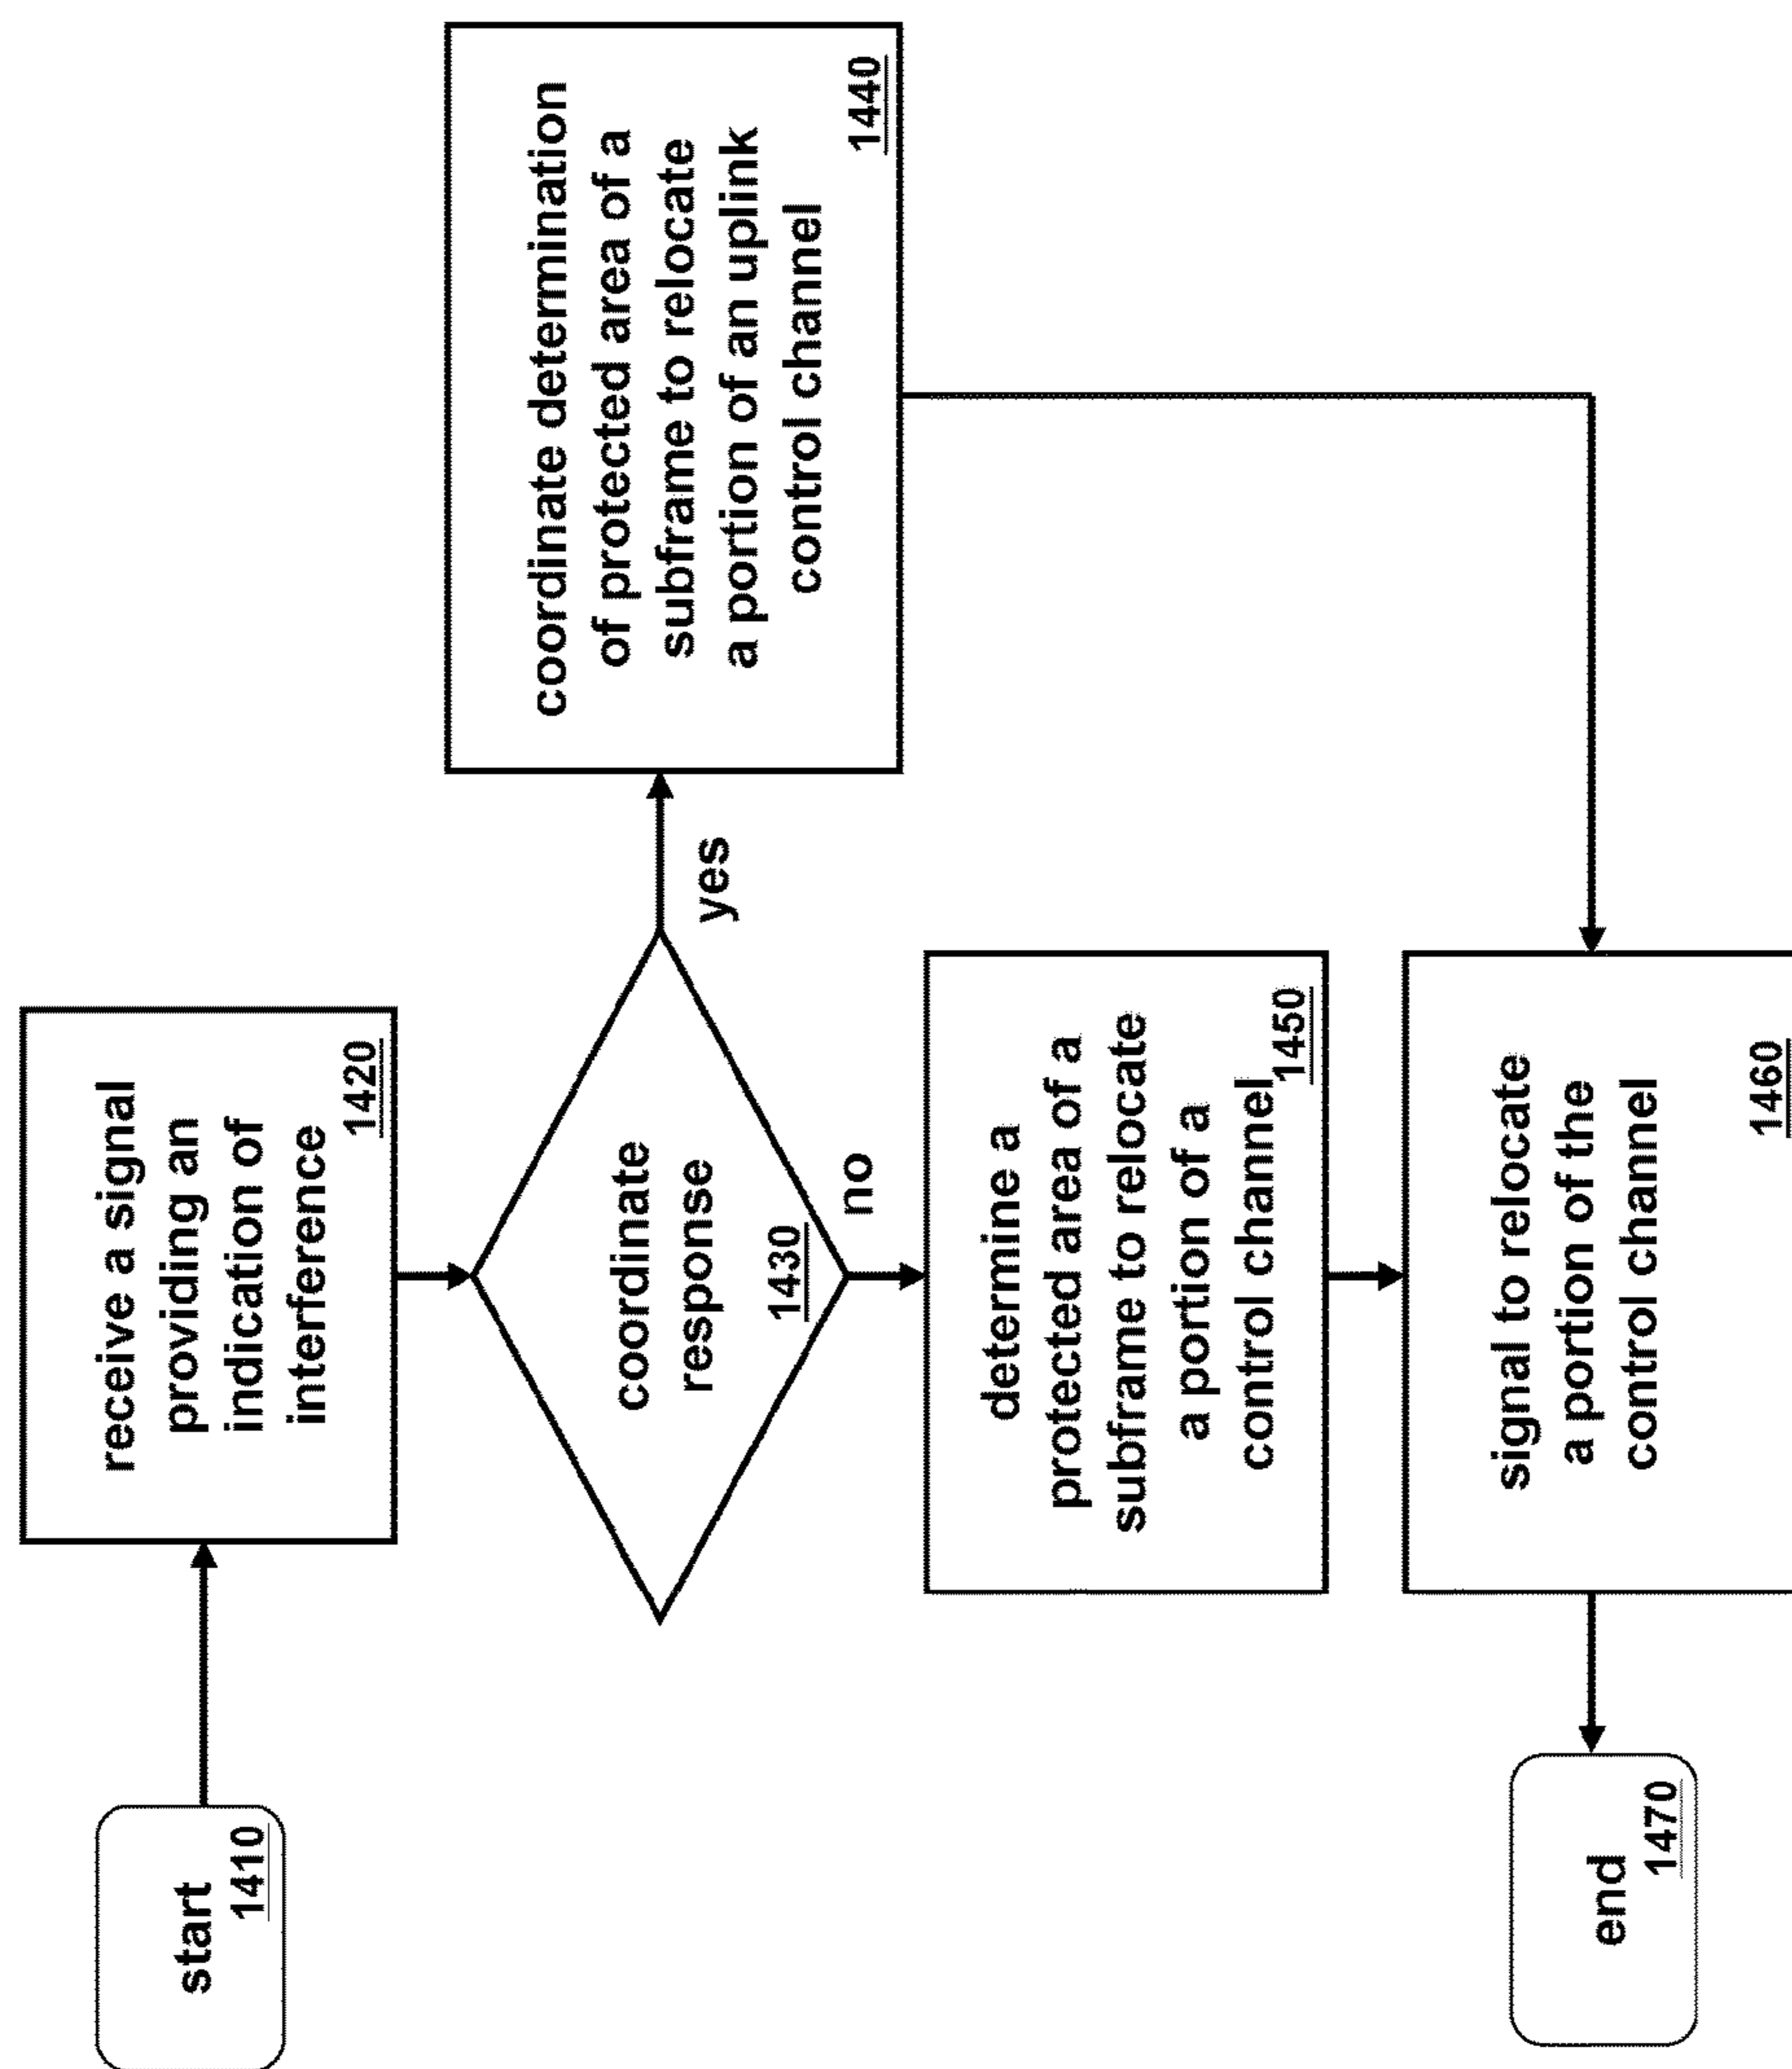 start
1410
receive a signal
providing an
indication of
interference
1420
coordinate
response
1430
yes
no
coordinate determination
of protected area of a
subframe to relocate
a portion of an uplink
control channel
1440
determine a
protected area of a
subframe to relocate
a portion of a
control channel
1450
signal to relocate
a portion of the
control channel
1460
end
1470